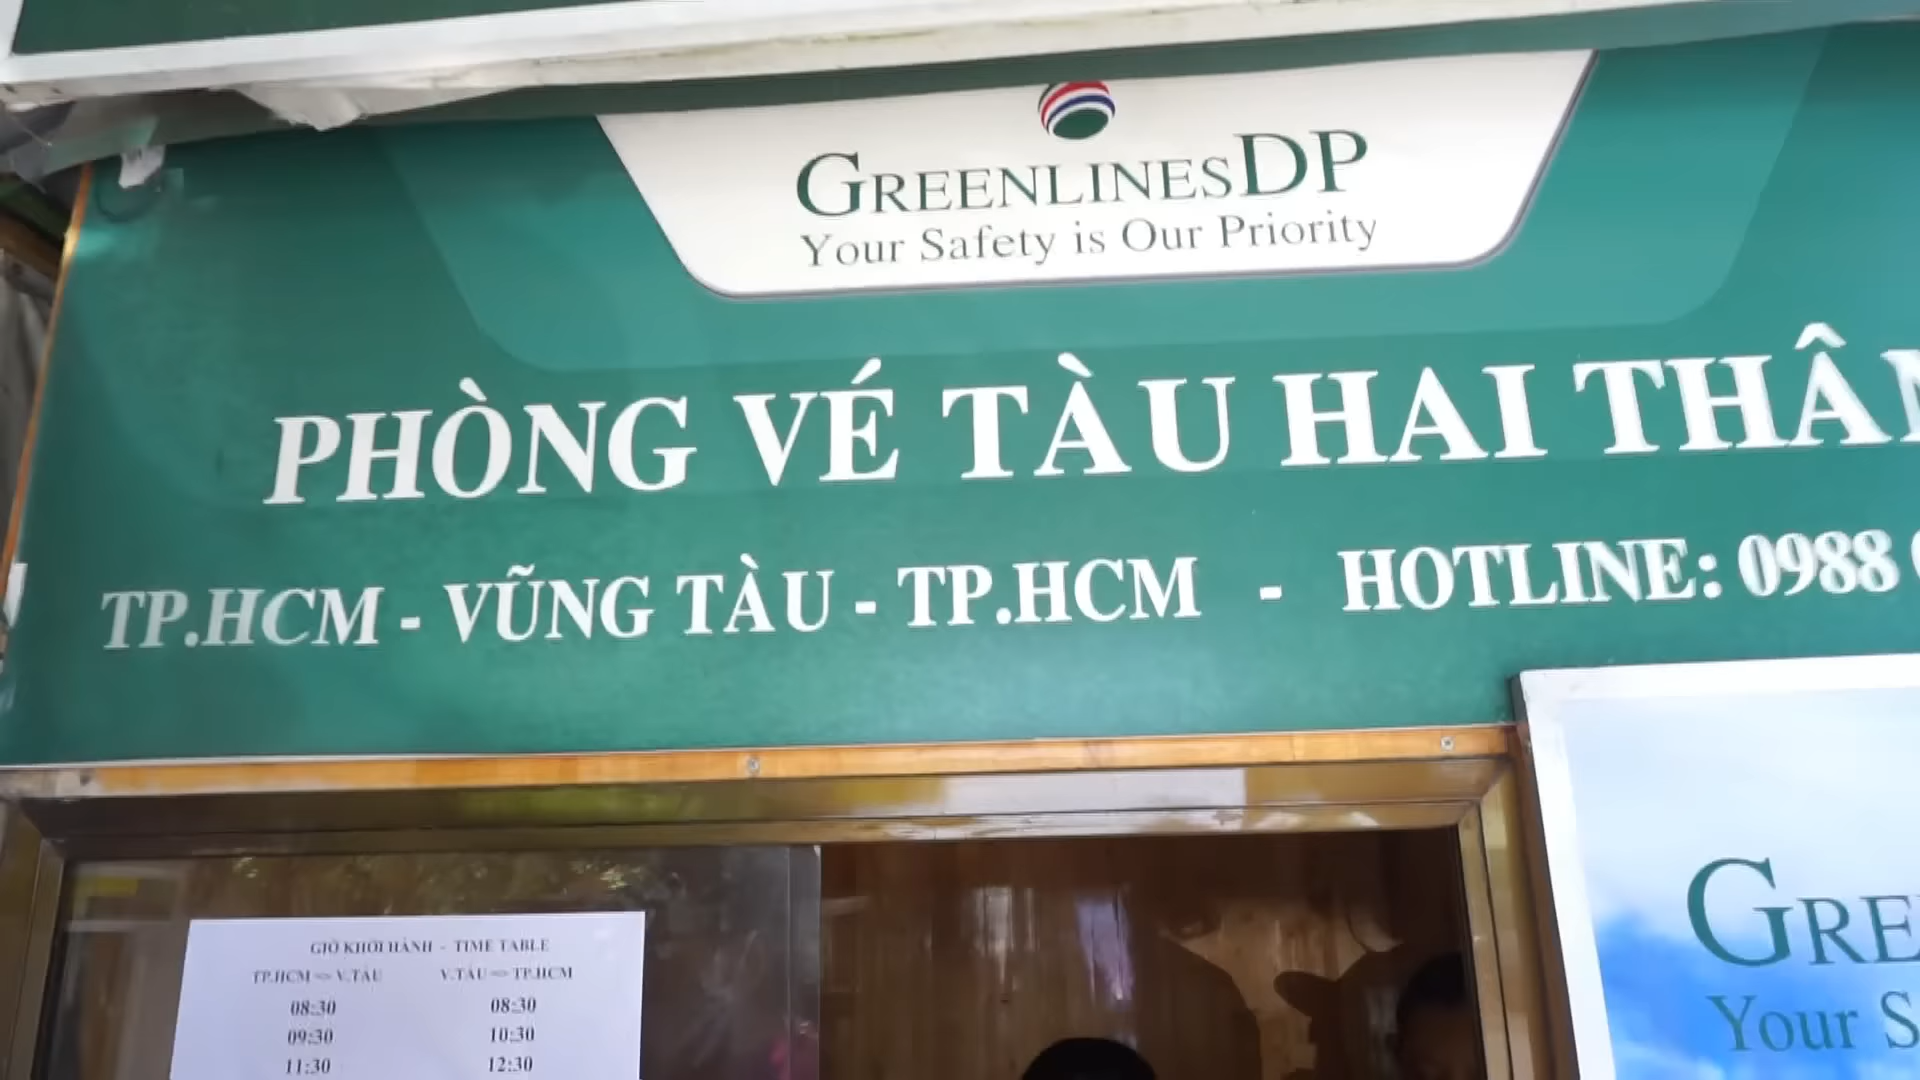 GREENLINESDP
Your Safety is Our Priority
PHÒNG VÉ TÀU HAI THÂN
TP.HCM - VŨNG TÀU - TP.HCM - HOTLINE: 0988
GIỜ KHỞI HÀNH - TIME TABLE
TP.HCM => V.TÀU V.TÀU => TP.HCM
08:30 08:30
09:30 10:30
11:30 12:30
GRE
Your S